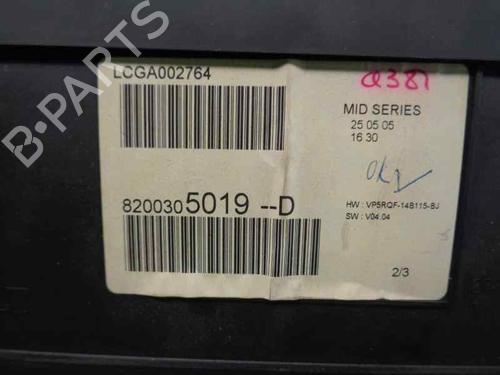 LCGA002764
Q381
MID SERIES
25 05 05
16 30
OK
8200305019 --D
HW : VP5RQF-14B115-BJ
SW : V04.04
2/3
B-PARTS